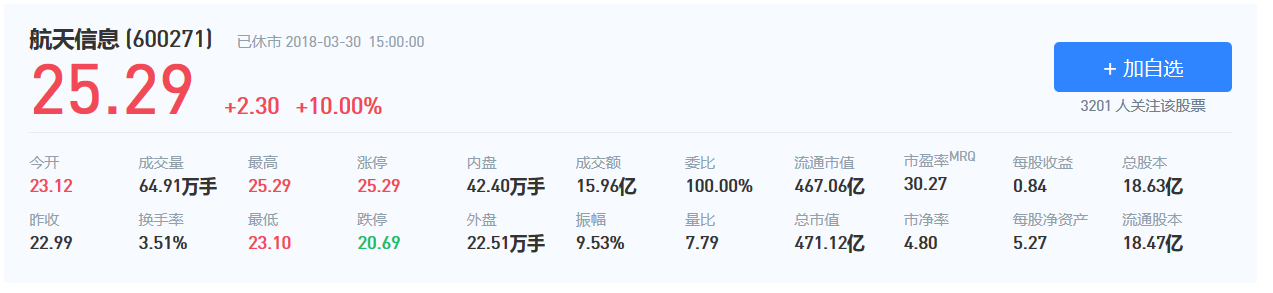 航天信息 (600271) 已休市 2018-03-30 15:00:00
25.29 +2.30 +10.00%
+ 加自选
3201 人关注该股票
今开 成交量 最高 涨停 内盘 成交额 委比 流通市值 市盈率MRQ 每股收益 总股本
23.12 64.91万手 25.29 25.29 42.40万手 15.96亿 100.00% 467.06亿 30.27 0.84 18.63亿
昨收 换手率 最低 跌停 外盘 振幅 量比 总市值 市净率 每股净资产 流通股本
22.99 3.51% 23.10 20.69 22.51万手 9.53% 7.79 471.12亿 4.80 5.27 18.47亿